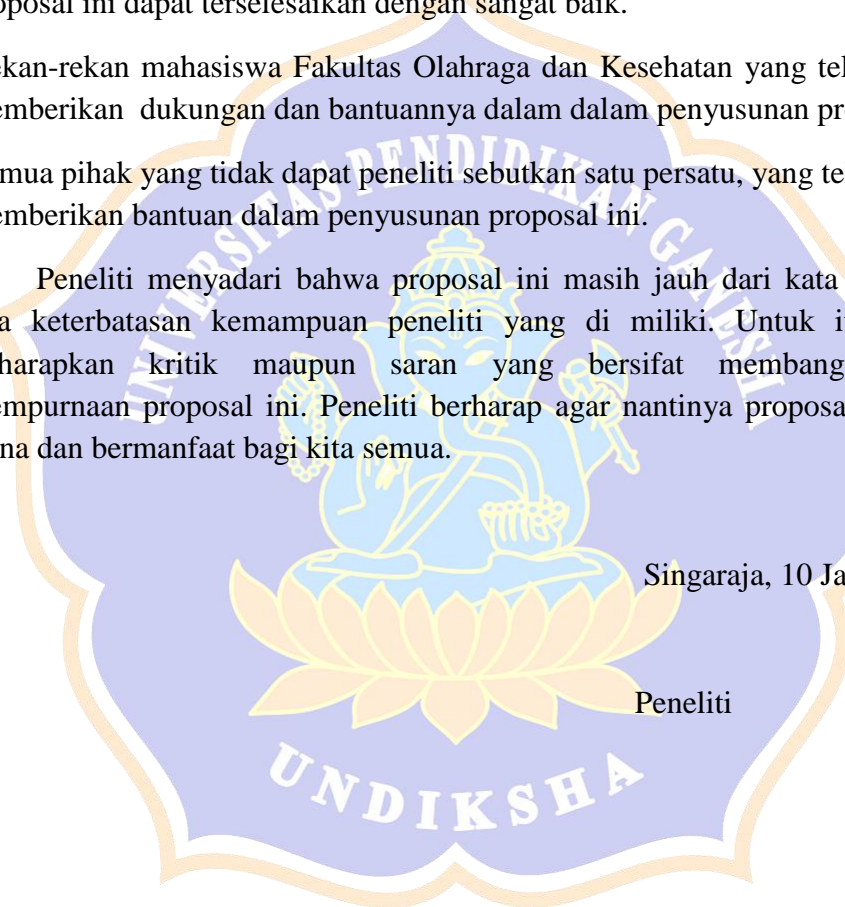 oposal ini dapat terselesaikan dengan sangat baik.
ekan-rekan mahasiswa Fakultas Olahraga dan Kesehatan yang tel
emberikan dukungan dan bantuannya dalam dalam penyusunan pro
mua pihak yang tidak dapat peneliti sebutkan satu persatu, yang te
emberikan bantuan dalam penyusunan proposal ini.
Peneliti menyadari bahwa proposal ini masih jauh dari kata
a keterbatasan kemampuan peneliti yang di miliki. Untuk it
harapkan kritik maupun saran yang bersifat membang
empurnaan proposal ini. Peneliti berharap agar nantinya proposa
na dan bermanfaat bagi kita semua.
Singaraja, 10 Ja
Peneliti
UNIVERSITAS PENDIDIKAN GANESH
UNDIKSHA